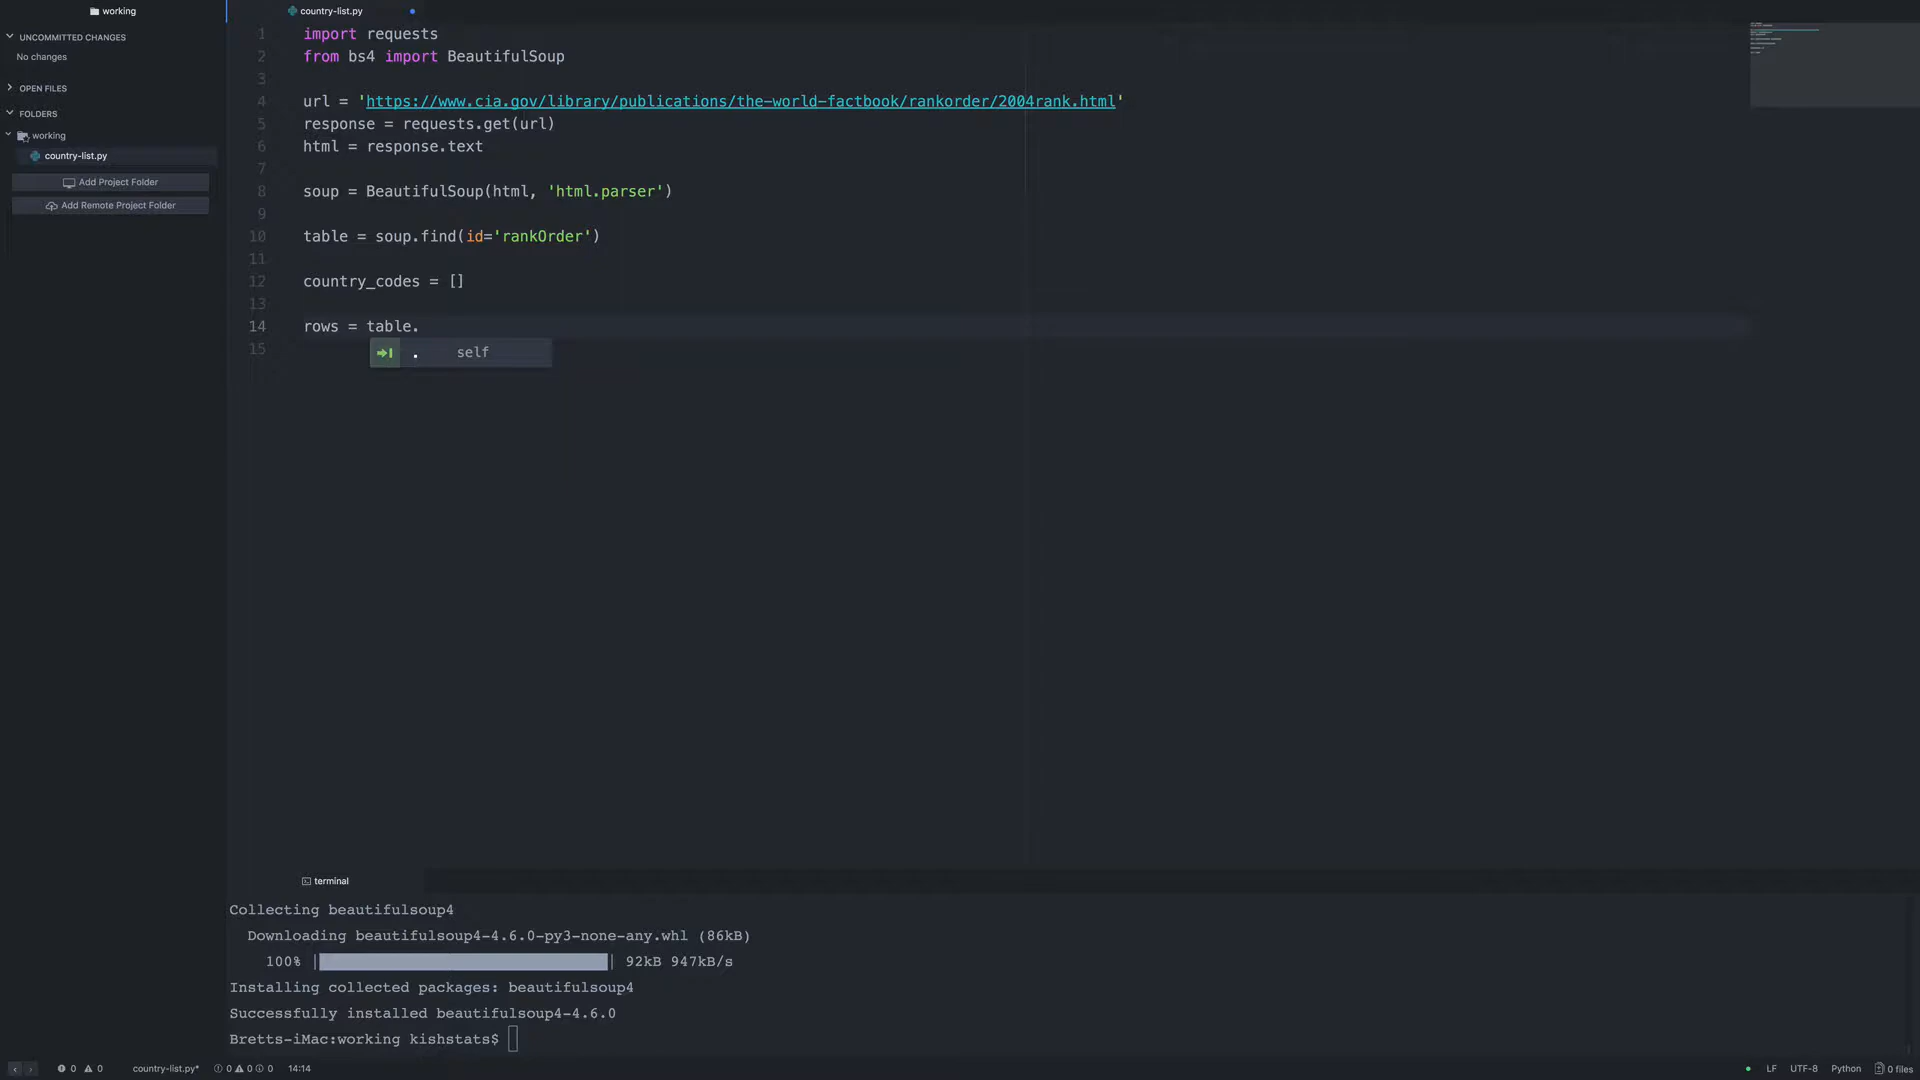 working
country-list.py
UNCOMMITTED CHANGES
No changes
OPEN FILES
FOLDERS
working
country-list.py
Add Project Folder
Add Remote Project Folder
1 import requests
2 from bs4 import BeautifulSoup
3
4 url = 'https://www.cia.gov/library/publications/the-world-factbook/rankorder/2004rank.html'
5 response = requests.get(url)
6 html = response.text
7
8 soup = BeautifulSoup(html, 'html.parser')
9
10 table = soup.find(id='rankOrder')
11
12 country_codes = []
13
14 rows = table.
. self
15
terminal
Collecting beautifulsoup4
Downloading beautifulsoup4-4.6.0-py3-none-any.whl (86kB)
100% | | 92kB 947kB/s
Installing collected packages: beautifulsoup4
Successfully installed beautifulsoup4-4.6.0
Bretts-iMac:working kishstats$
0 0 country-list.py* 0 0 0 14:14 LF UTF-8 Python 0 files